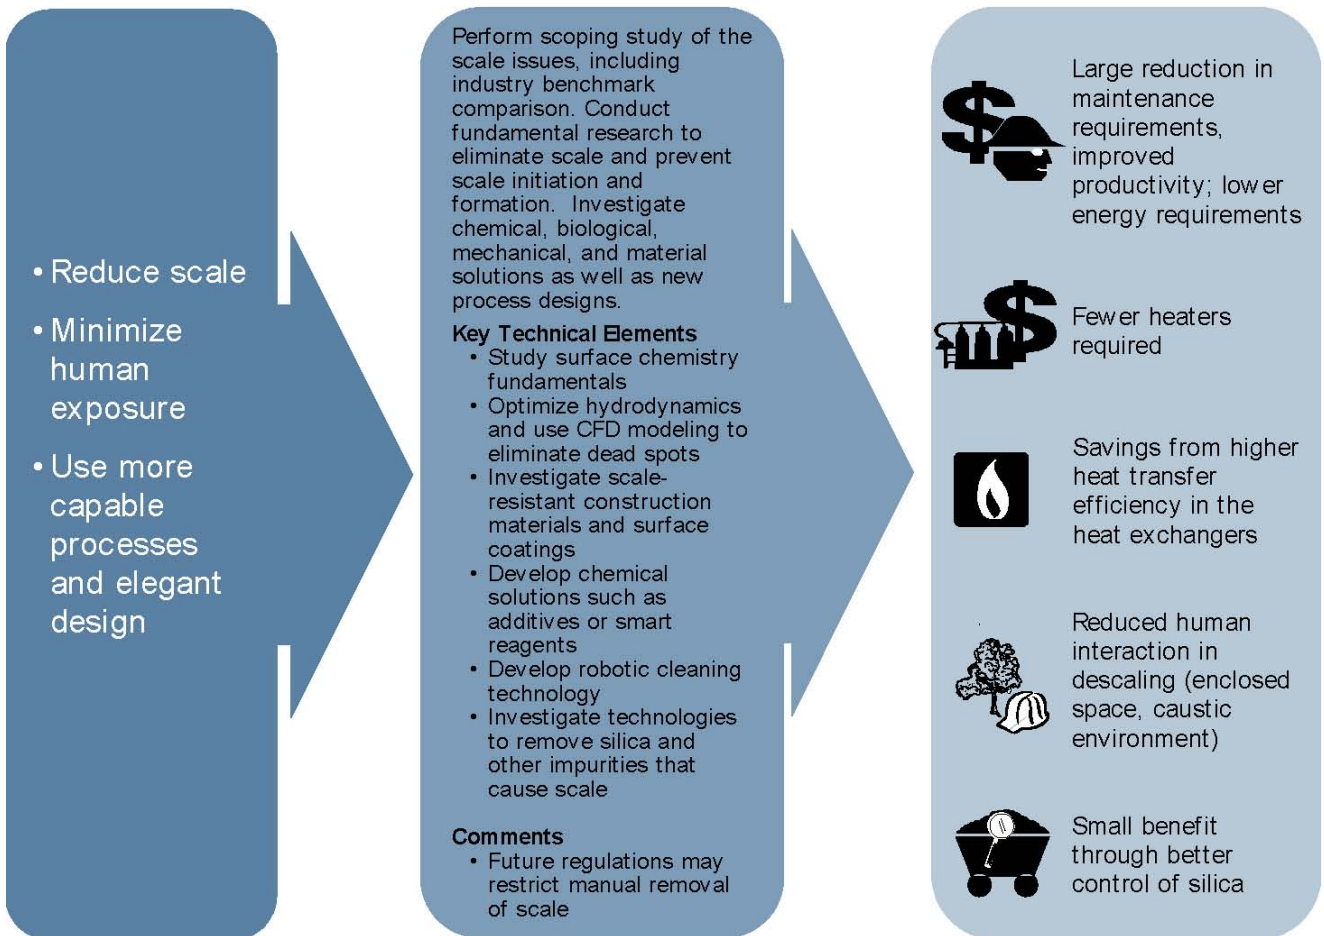 • Reduce scale
• Minimize
human
exposure
• Use more
capable
processes
and elegant
design
Perform scoping study of the
scale issues, including
industry benchmark
comparison. Conduct
fundamental research to
eliminate scale and prevent
scale initiation and
formation.  Investigate
chemical, biological,
mechanical, and material
solutions as well as new
process designs.
Key Technical Elements
• Study surface chemistry
fundamentals
• Optimize hydrodynamics
and use CFD modeling to
eliminate dead spots
• Investigate scale-
resistant construction
materials and surface
coatings
• Develop chemical
solutions such as
additives or smart
reagents
• Develop robotic cleaning
technology
• Investigate technologies
to remove silica and
other impurities that
cause scale
Comments
• Future regulations may
restrict manual removal
of scale
$
Large reduction in
maintenance
requirements,
improved
productivity; lower
energy requirements
$
Fewer heaters
required
Savings from higher
heat transfer
efficiency in the
heat exchangers
Reduced human
interaction in
descaling (enclosed
space, caustic
environment)
Small benefit
through better
control of silica